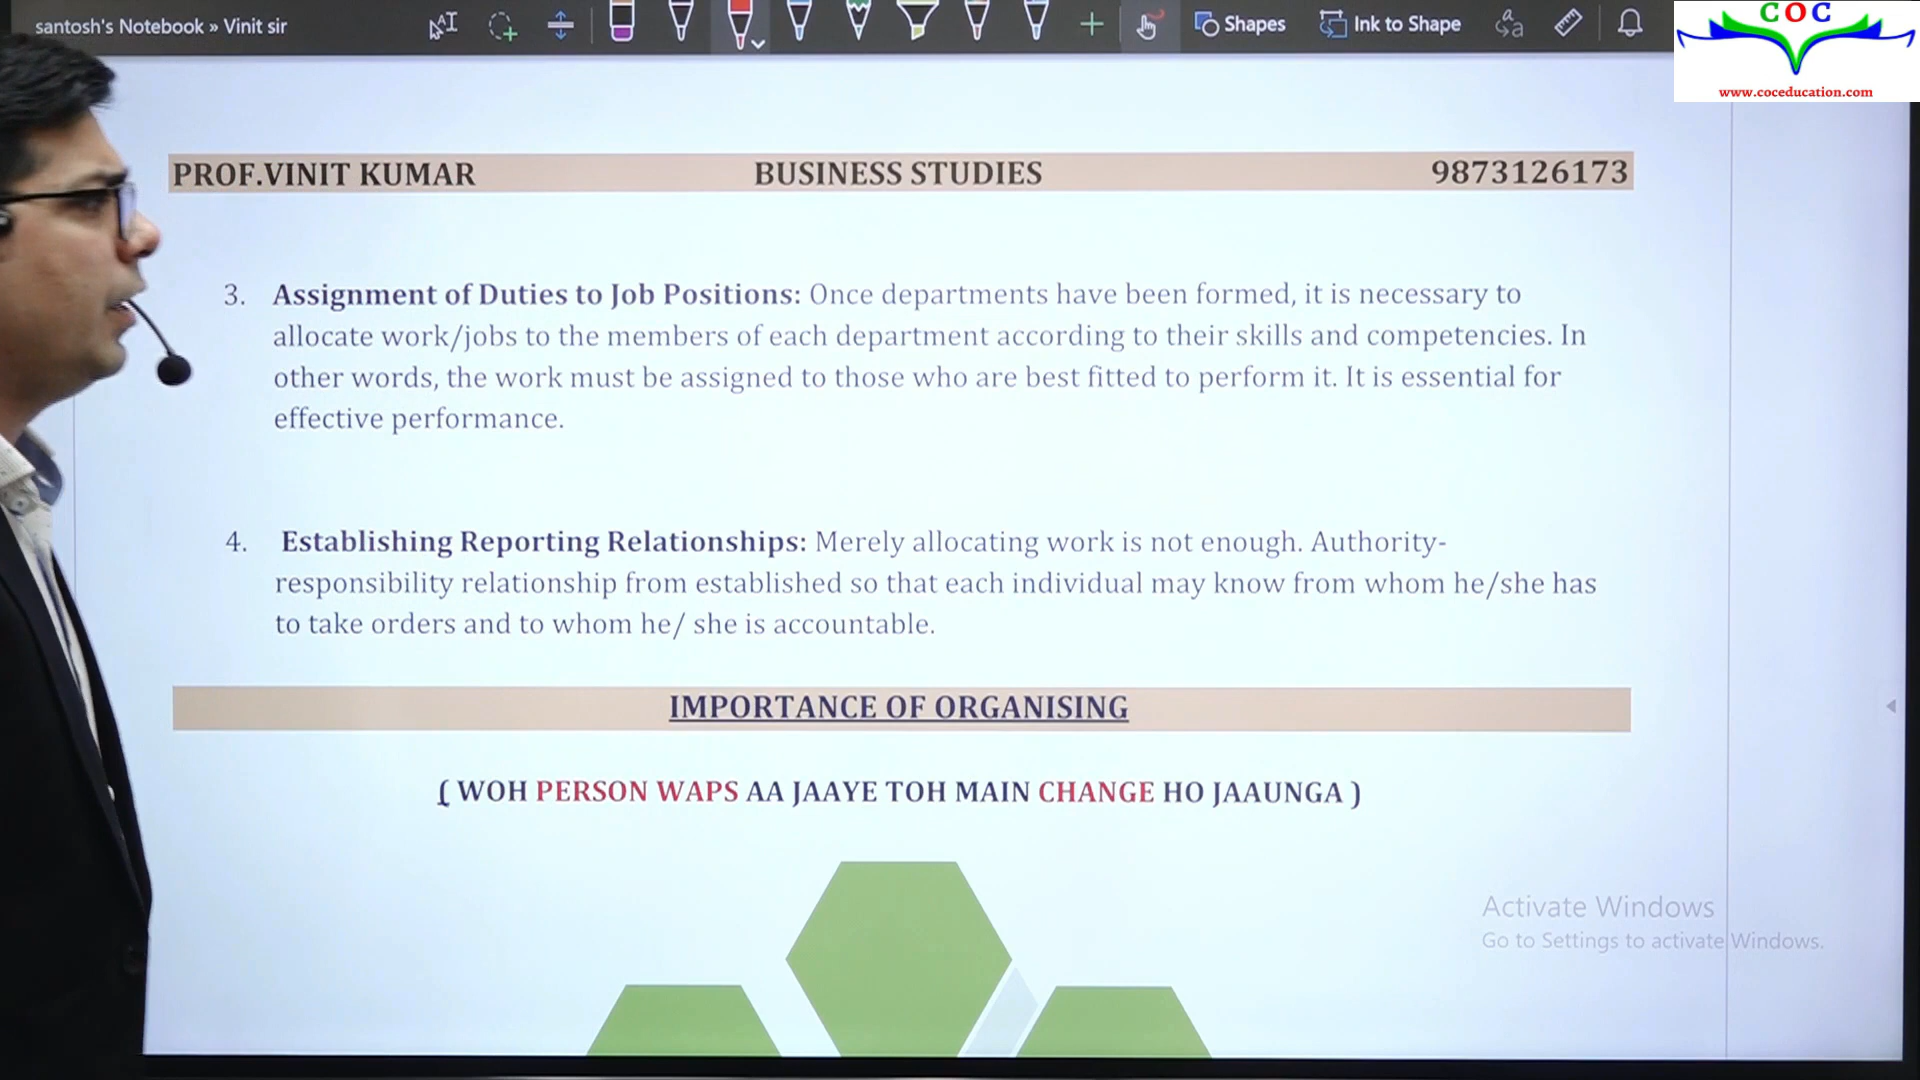 santosh's Notebook » Vinit sir
Shapes
Ink to Shape
COC
www.coceducation.com
PROF.VINIT KUMAR BUSINESS STUDIES 9873126173
3. Assignment of Duties to Job Positions: Once departments have been formed, it is necessary to
allocate work/jobs to the members of each department according to their skills and competencies. In
other words, the work must be assigned to those who are best fitted to perform it. It is essential for
effective performance.
4. Establishing Reporting Relationships: Merely allocating work is not enough. Authority-
responsibility relationship from established so that each individual may know from whom he/she has
to take orders and to whom he/ she is accountable.
IMPORTANCE OF ORGANISING
( WOH PERSON WAPS AA JAAYE TOH MAIN CHANGE HO JAAUNGA )
Activate Windows
Go to Settings to activate Windows.